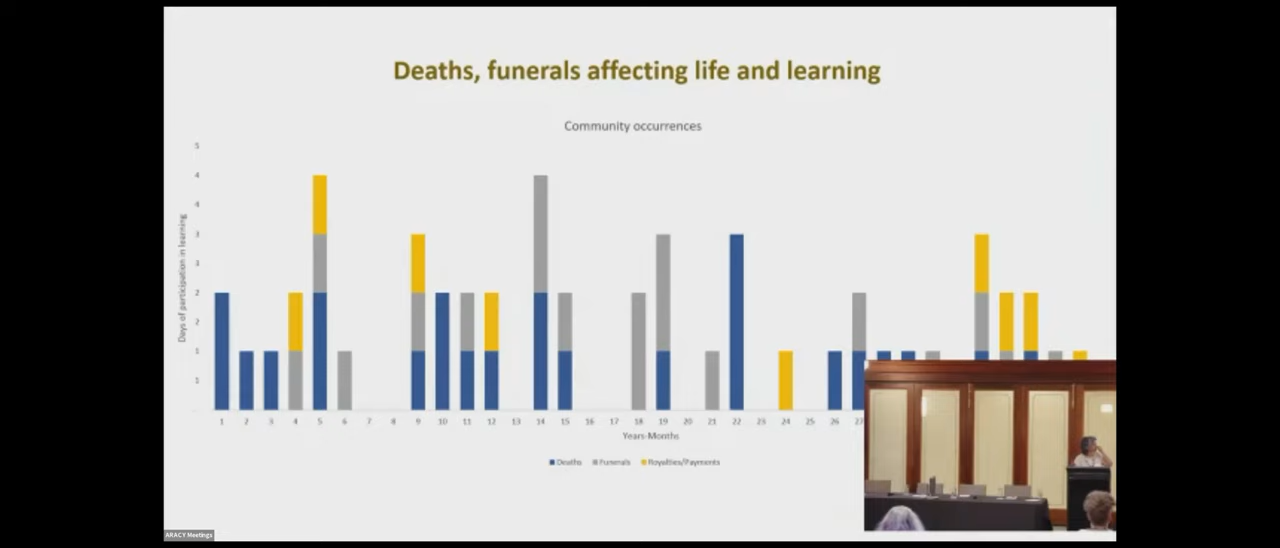 Deaths, funerals affecting life and learning
Community occurrences
5
4
4
3
3
2
2
1
1
Days of participation in learning
1 2 3 4 5 6 7 8 9 10 11 12 13 14 15 16 17 18 19 20 21 22 23 24 25 26 27
Years-Months
Deaths Funerals Royalties/Payments
ARACY Meetings